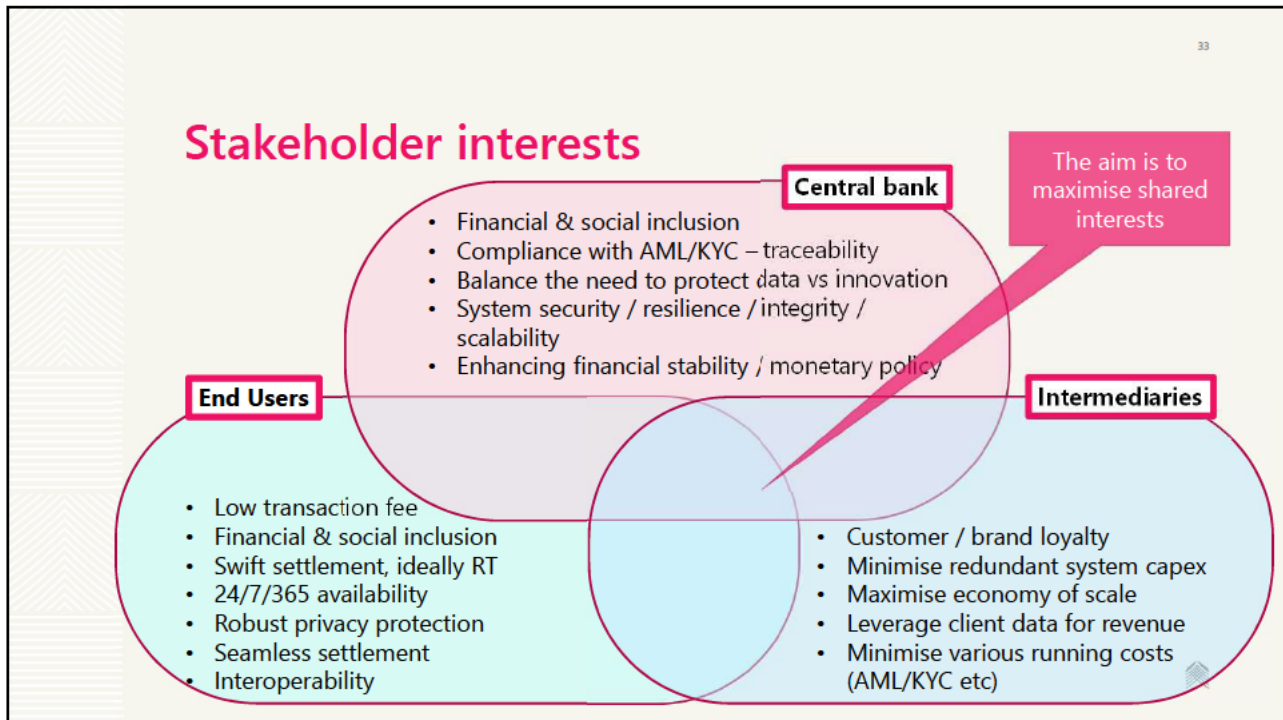 33
Stakeholder interests
The aim is to
maximise shared
interests
Central bank
• Financial & social inclusion
• Compliance with AML/KYC – traceability
• Balance the need to protect data vs innovation
• System security / resilience / integrity /
scalability
• Enhancing financial stability / monetary policy
End Users
• Low transaction fee
• Financial & social inclusion
• Swift settlement, ideally RT
• 24/7/365 availability
• Robust privacy protection
• Seamless settlement
• Interoperability
Intermediaries
• Customer / brand loyalty
• Minimise redundant system capex
• Maximise economy of scale
• Leverage client data for revenue
• Minimise various running costs
(AML/KYC etc)